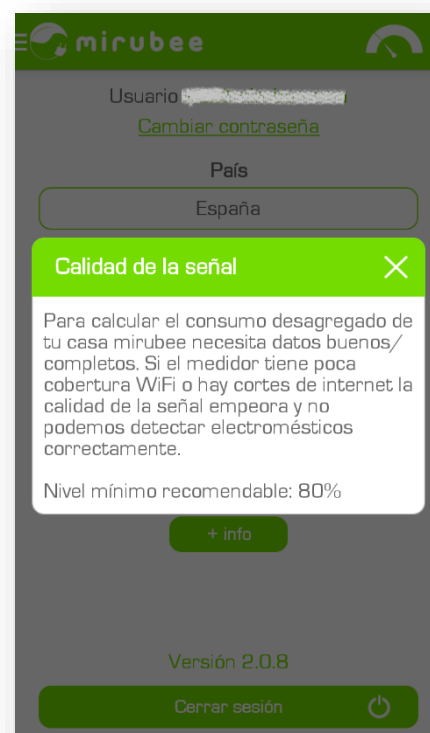 mirubee
Usuario
Cambiar contraseña
País
España
Calidad de la señal
Para calcular el consumo desagregado de
tu casa mirubee necesita datos buenos/
completos. Si el medidor tiene poca
cobertura WiFi o hay cortes de internet la
calidad de la señal empeora y no
podemos detectar electromésticos
correctamente.
Nivel mínimo recomendable: 80%
+ info
Versión 2.0.8
Cerrar sesión